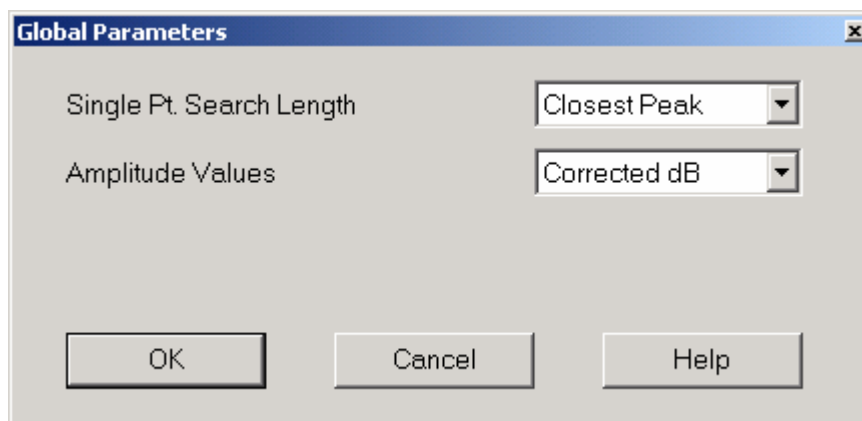 Global Parameters
Single Pt. Search Length Closest Peak
Amplitude Values Corrected dB
OK Cancel Help